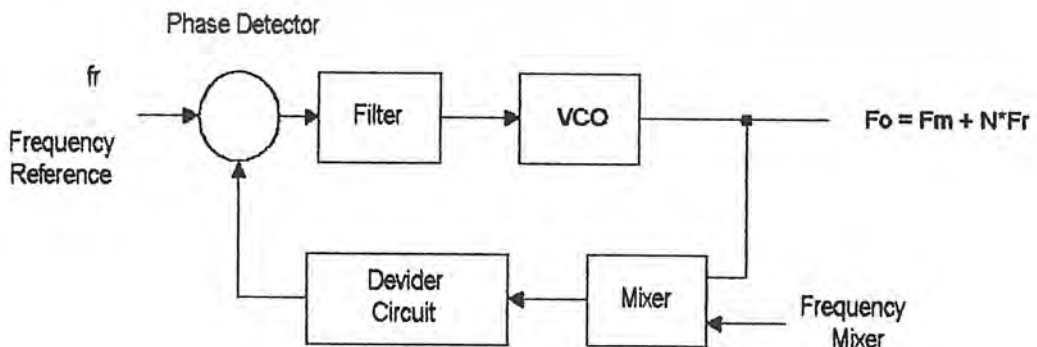 Phase Detector
fr
Frequency
Reference
Filter
VCO
Fo = Fm + N*Fr
Devider
Circuit
Mixer
Frequency
Mixer